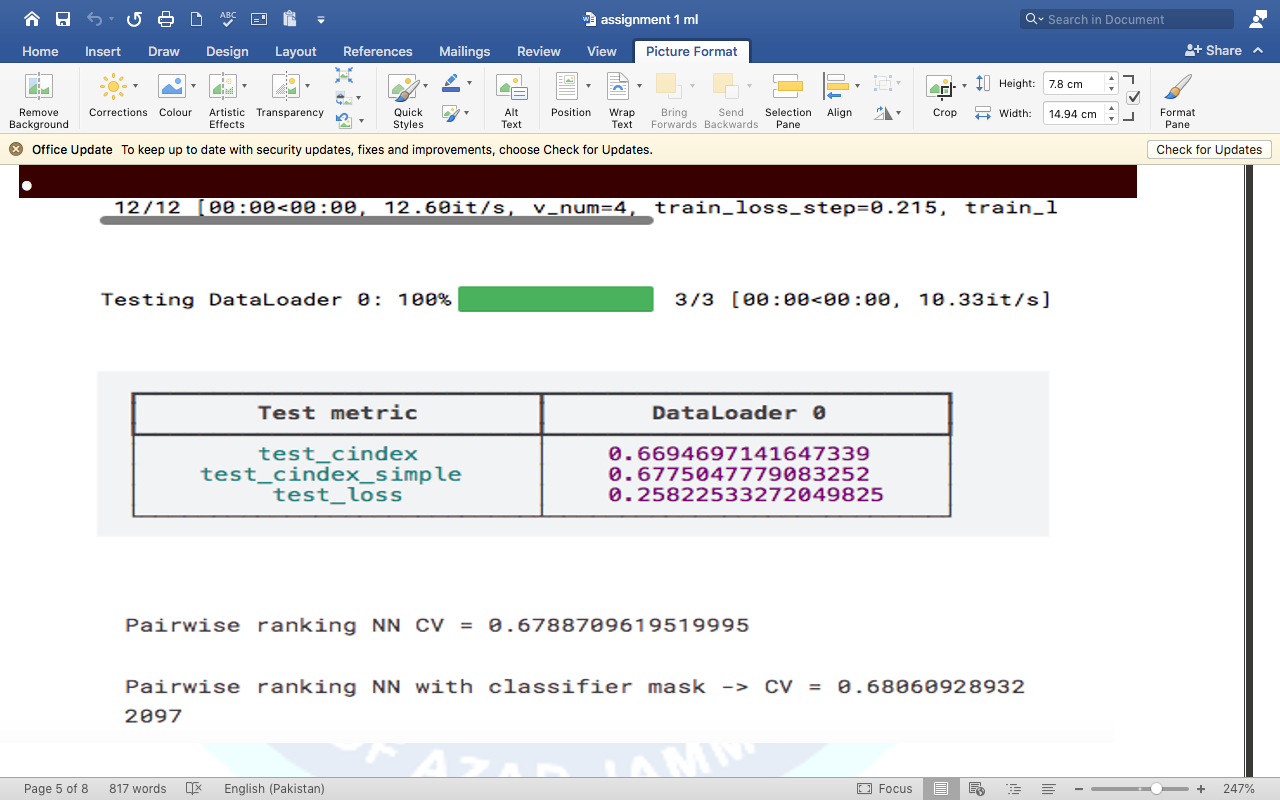 assignment 1 ml
Search in Document
Home Insert Draw Design Layout References Mailings Review View Picture Format Share
Remove Background
Corrections
Colour
Artistic Effects
Transparency
Quick Styles
Alt Text
Position
Wrap Text
Bring Forwards
Send Backwards
Selection Pane
Align
Crop
Height: 7.8 cm
Width: 14.94 cm
Format Pane
Office Update To keep up to date with security updates, fixes and improvements, choose Check for Updates. Check for Updates
12/12 [00:00<00:00, 12.60it/s, v_num=4, train_loss_step=0.215, train_l
Testing DataLoader 0: 100% 3/3 [00:00<00:00, 10.33it/s]
Test metric DataLoader 0
test_cindex 0.6694697141647339
test_cindex_simple 0.6775047779083252
test_loss 0.25822533272049825
Pairwise ranking NN CV = 0.6788709619519995
Pairwise ranking NN with classifier mask -> CV = 0.68060928932
2097
OF AZAD JAMM
Page 5 of 8 817 words English (Pakistan) Focus 247%